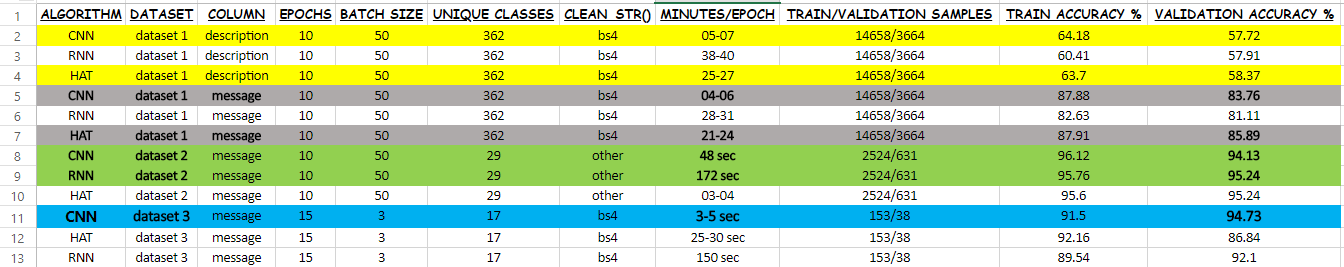 1 ALGORITHM DATASET COLUMN EPOCHS BATCH SIZE UNIQUE CLASSES CLEAN_STR() MINUTES/EPOCH TRAIN/VALIDATION SAMPLES TRAIN ACCURACY % VALIDATION ACCURACY %
2 CNN dataset 1 description 10 50 362 bs4 05-07 14658/3664 64.18 57.72
3 RNN dataset 1 description 10 50 362 bs4 38-40 14658/3664 60.41 57.91
4 HAT dataset 1 description 10 50 362 bs4 25-27 14658/3664 63.7 58.37
5 CNN dataset 1 message 10 50 362 bs4 04-06 14658/3664 87.88 83.76
6 RNN dataset 1 message 10 50 362 bs4 28-31 14658/3664 82.63 81.11
7 HAT dataset 1 message 10 50 362 bs4 21-24 14658/3664 87.91 85.89
8 CNN dataset 2 message 10 50 29 other 48 sec 2524/631 96.12 94.13
9 RNN dataset 2 message 10 50 29 other 172 sec 2524/631 95.76 95.24
10 HAT dataset 2 message 10 50 29 other 03-04 2524/631 95.6 95.24
11 CNN dataset 3 message 15 3 17 bs4 3-5 sec 153/38 91.5 94.73
12 HAT dataset 3 message 15 3 17 bs4 25-30 sec 153/38 92.16 86.84
13 RNN dataset 3 message 15 3 17 bs4 150 sec 153/38 89.54 92.1